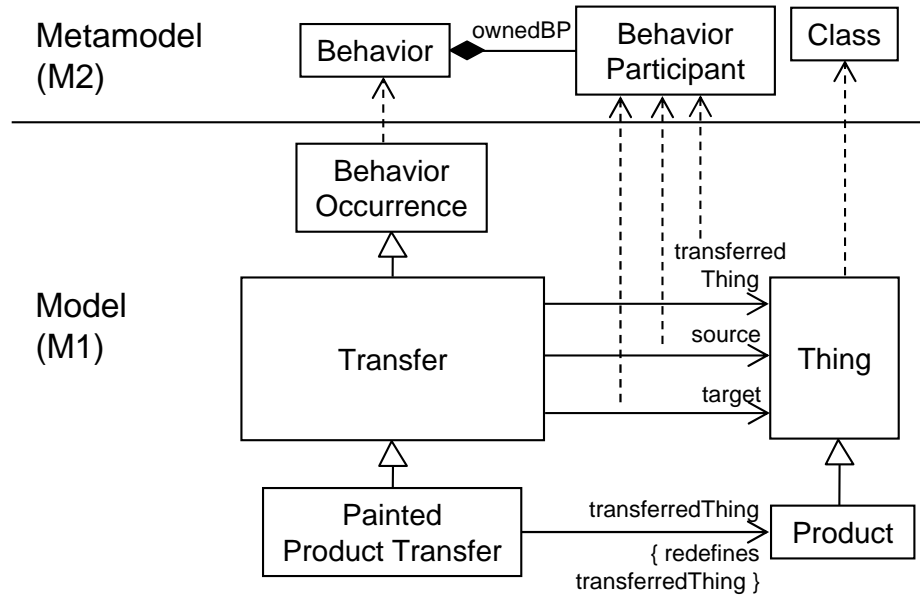 Metamodel
(M2)
Behavior
ownedBP
Behavior
Participant
Class
Behavior
Occurrence
Model
(M1)
Transfer
transferred
Thing
source
target
Thing
Painted
Product Transfer
transferredThing
{ redefines
transferredThing }
Product